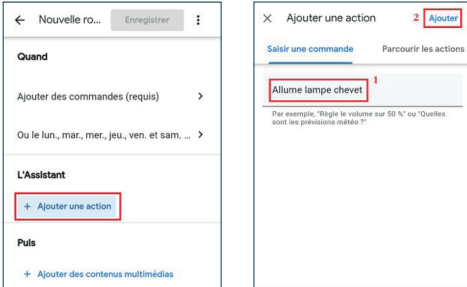 Nouvelle ro...
Enregistrer
Quand
Ajouter des commandes (requis)
Ou le lun., mar., mer., jeu., ven. et sam. ...
L'Assistant
+ Ajouter une action
Puis
+ Ajouter des contenus multimédias
Ajouter une action
2 Ajouter
Saisir une commande
Parcourir les actions
1
Allume lampe chevet
Par exemple, "Règle le volume sur 50 %" ou "Quelles
sont les prévisions météo ?"